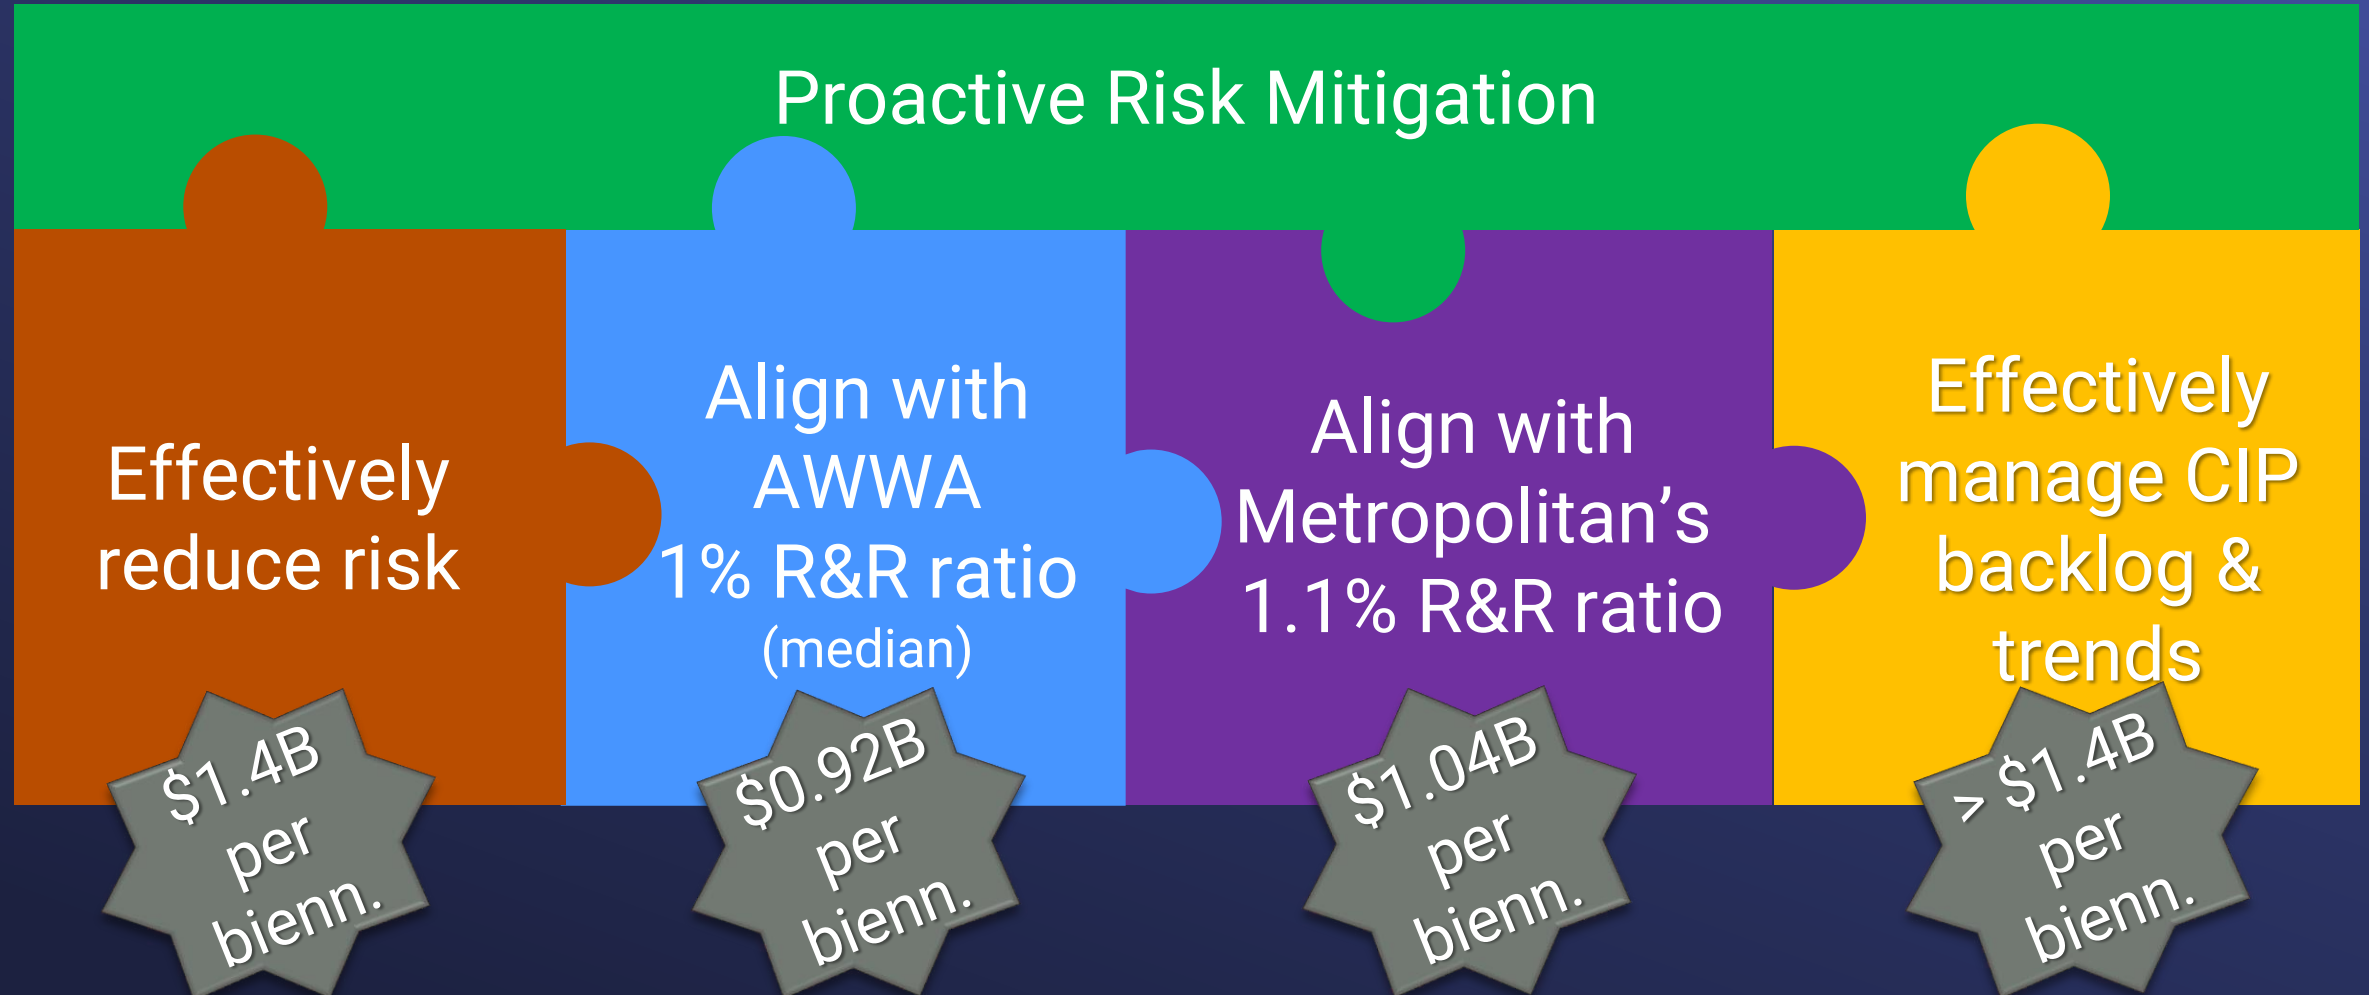 Proactive Risk Mitigation
Effectively
reduce risk
$1.4B
per
bienn.
Align with
AWWA
1% R&R ratio
(median)
$0.92B
per
bienn.
Align with
Metropolitan’s
1.1% R&R ratio
$1.04B
per
bienn.
Effectively
manage CIP
backlog &
trends
> $1.4B
per
bienn.